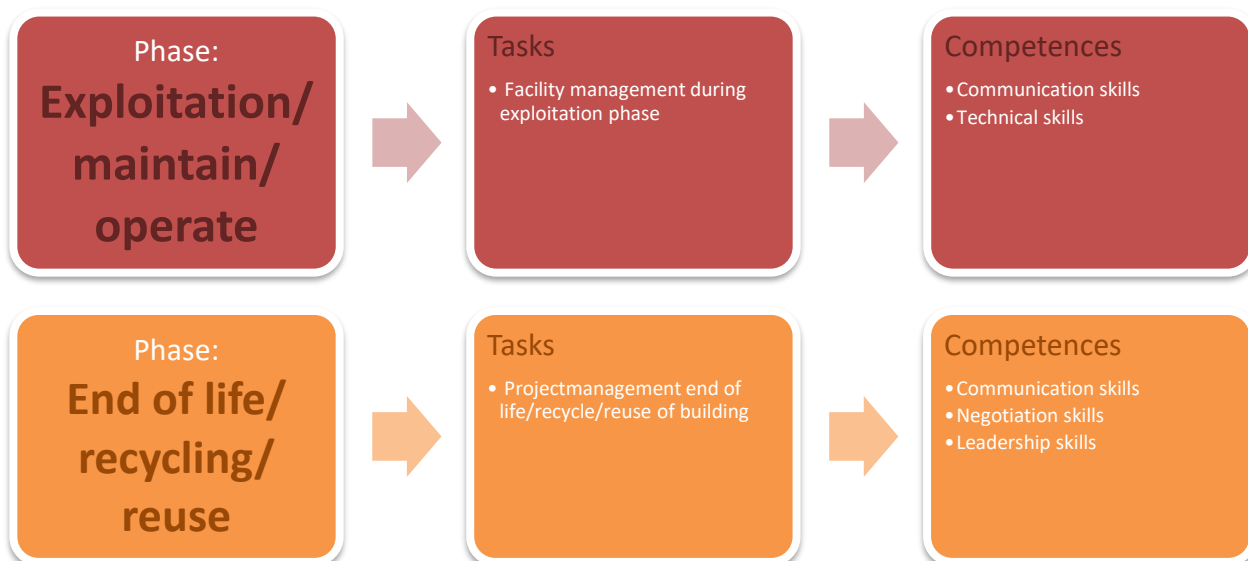 Phase:
Exploitation/
maintain/
operate
Tasks
• Facility management during
exploitation phase
Competences
•Communication skills
•Technical skills
Phase:
End of life/
recycling/
reuse
Tasks
• Projectmanagement end of
life/recycle/reuse of building
Competences
•Communication skills
•Negotiation skills
•Leadership skills